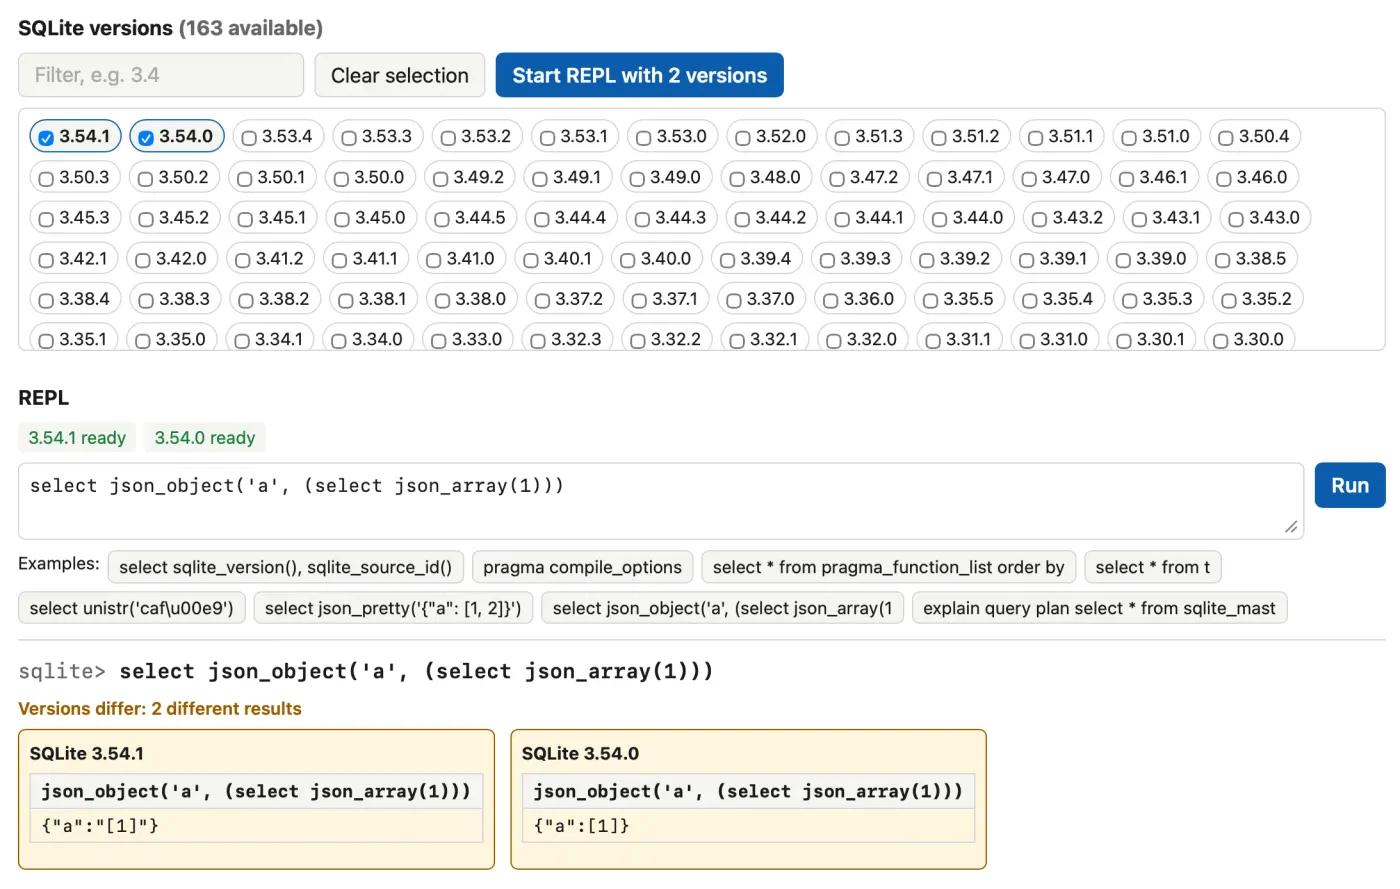 SQLite versions (163 available)
Filter, e.g. 3.4 Clear selection Start REPL with 2 versions
3.54.1 3.54.0 3.53.4 3.53.3 3.53.2 3.53.1 3.53.0 3.52.0 3.51.3 3.51.2 3.51.1 3.51.0 3.50.4
3.50.3 3.50.2 3.50.1 3.50.0 3.49.2 3.49.1 3.49.0 3.48.0 3.47.2 3.47.1 3.47.0 3.46.1 3.46.0
3.45.3 3.45.2 3.45.1 3.45.0 3.44.5 3.44.4 3.44.3 3.44.2 3.44.1 3.44.0 3.43.2 3.43.1 3.43.0
3.42.1 3.42.0 3.41.2 3.41.1 3.41.0 3.40.1 3.40.0 3.39.4 3.39.3 3.39.2 3.39.1 3.39.0 3.38.5
3.38.4 3.38.3 3.38.2 3.38.1 3.38.0 3.37.2 3.37.1 3.37.0 3.36.0 3.35.5 3.35.4 3.35.3 3.35.2
3.35.1 3.35.0 3.34.1 3.34.0 3.33.0 3.32.3 3.32.2 3.32.1 3.32.0 3.31.1 3.31.0 3.30.1 3.30.0
REPL
3.54.1 ready 3.54.0 ready
select json_object('a', (select json_array(1))) Run
Examples: select sqlite_version(), sqlite_source_id() pragma compile_options select * from pragma_function_list order by select * from t
select unistr('caf\u00e9') select json_pretty('{"a": [1, 2]}') select json_object('a', (select json_array(1 explain query plan select * from sqlite_mast
sqlite> select json_object('a', (select json_array(1)))
Versions differ: 2 different results
SQLite 3.54.1
json_object('a', (select json_array(1)))
{"a":"[1]"}
SQLite 3.54.0
json_object('a', (select json_array(1)))
{"a":[1]}